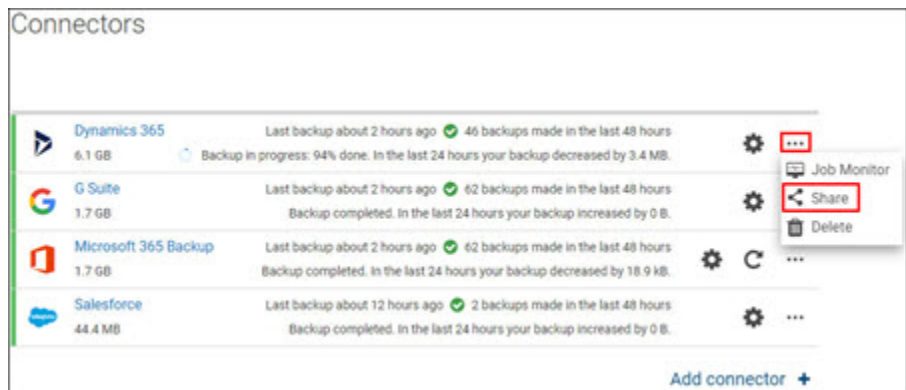 Connectors
Dynamics 365
Last backup about 2 hours ago 46 backups made in the last 48 hours
6.1 GB
Backup in progress: 94% done. In the last 24 hours your backup decreased by 3.4 MB.
Job Monitor
G Suite
Last backup about 2 hours ago 62 backups made in the last 48 hours
Share
1.7 GB
Backup completed. In the last 24 hours your backup increased by 0 B.
Delete
Microsoft 365 Backup
Last backup about 2 hours ago 62 backups made in the last 48 hours
1.7 GB
Backup completed. In the last 24 hours your backup decreased by 18.9 kB.
Salesforce
Last backup about 12 hours ago 2 backups made in the last 48 hours
44.4 MB
Backup completed. In the last 24 hours your backup increased by 0 B.
Add connector +